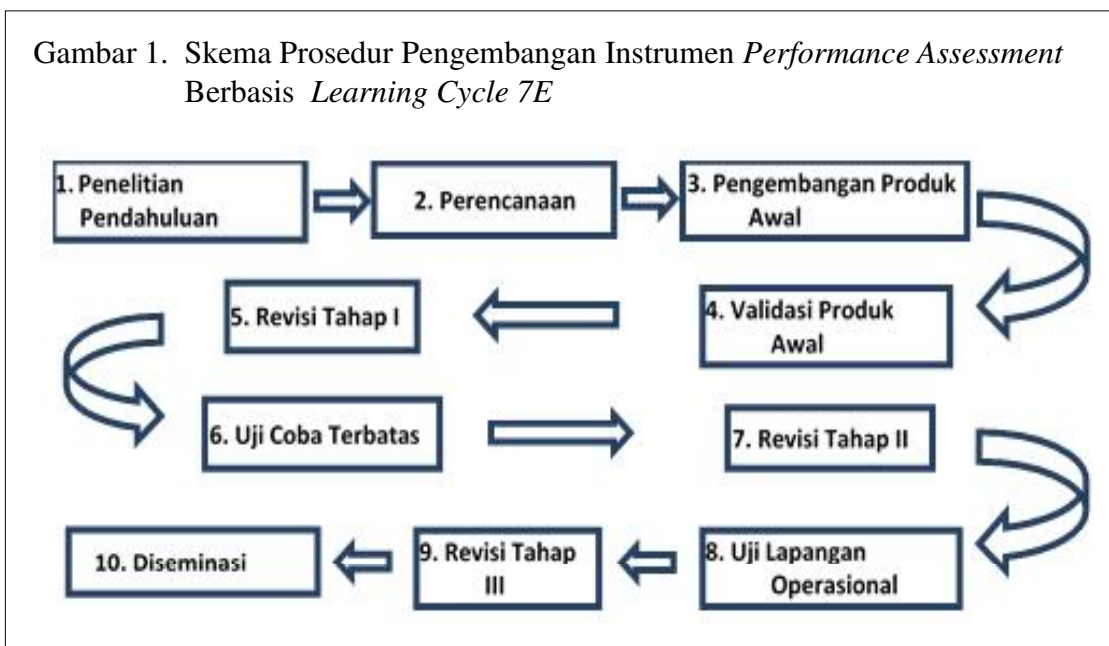 Gambar 1. Skema Prosedur Pengembangan Instrumen Performance Assessment
Berbasis Learning Cycle 7E
1. Penelitian
Pendahuluan
2. Perencanaan
3. Pengembangan Produk
Awal
4. Validasi Produk
Awal
5. Revisi Tahap I
6. Uji Coba Terbatas
7. Revisi Tahap II
8. Uji Lapangan
Operasional
9. Revisi Tahap
III
10. Diseminasi